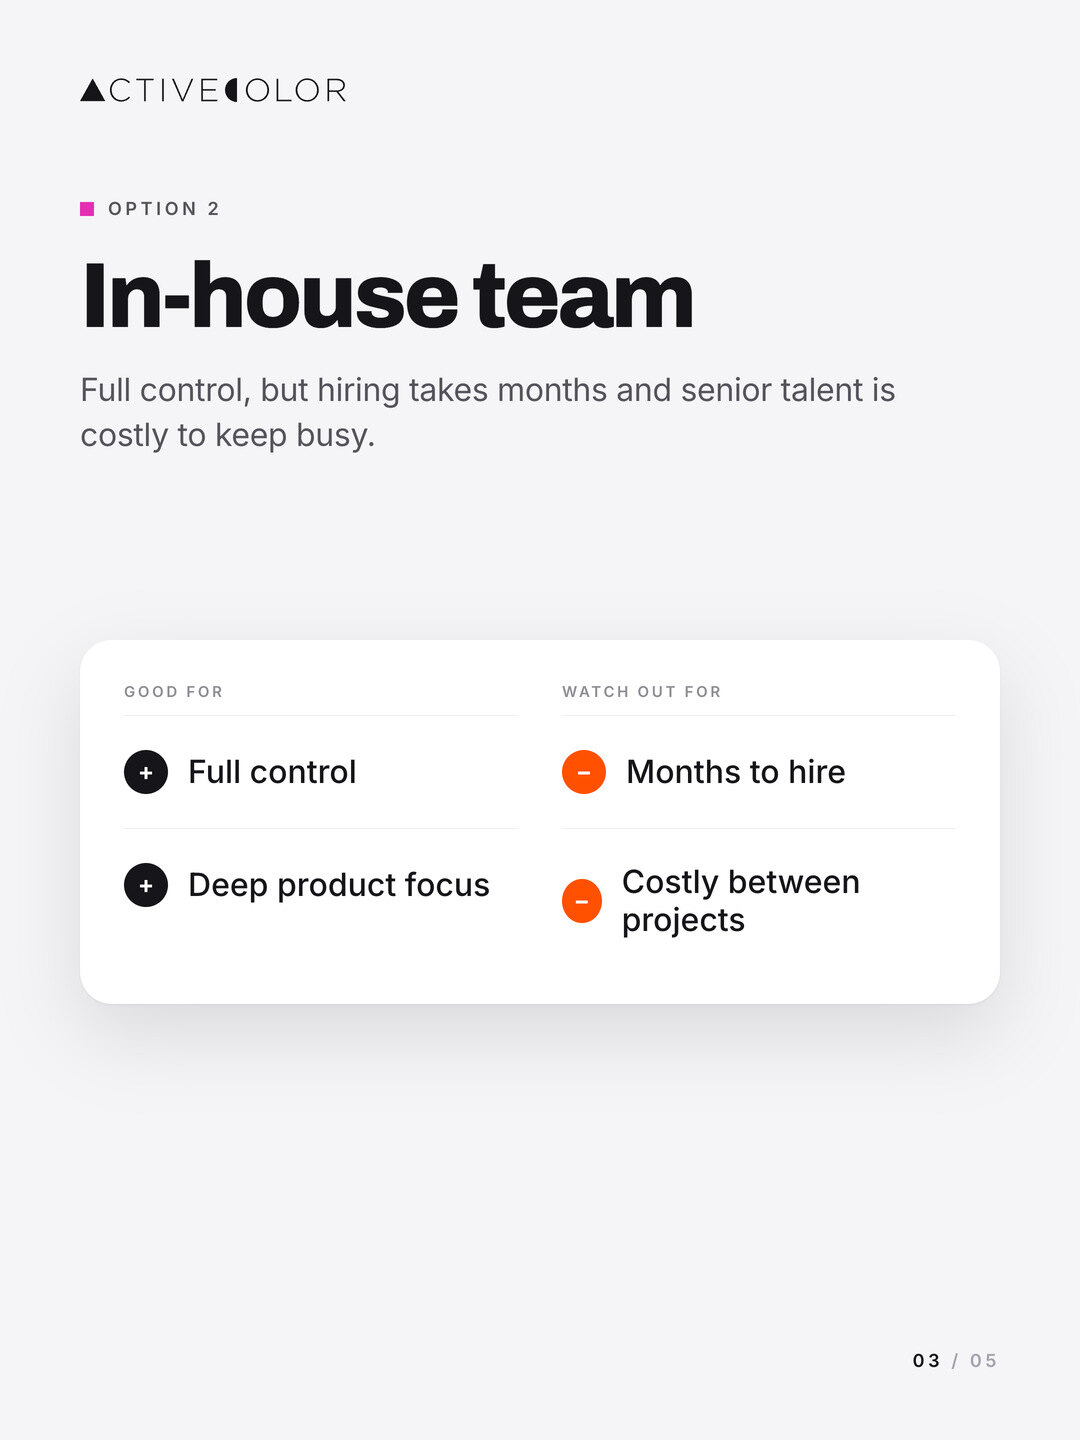 ACTIVECOLOR
OPTION 2
In-house team
Full control, but hiring takes months and senior talent is
costly to keep busy.
GOOD FOR
+ Full control
+ Deep product focus
WATCH OUT FOR
− Months to hire
− Costly between
projects
03 / 05